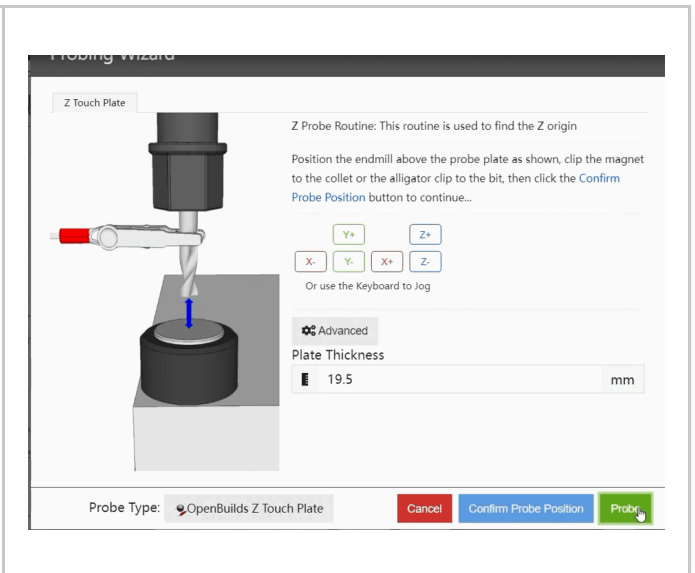 Probing Wizard
Z Touch Plate
Z Probe Routine: This routine is used to find the Z origin
Position the endmill above the probe plate as shown, clip the magnet
to the collet or the alligator clip to the bit, then click the Confirm
Probe Position button to continue...
Y+ Z+
X- Y- X+ Z-
Or use the Keyboard to Jog
Advanced
Plate Thickness
19.5 mm
Probe Type: OpenBuilds Z Touch Plate Cancel Confirm Probe Position Probe